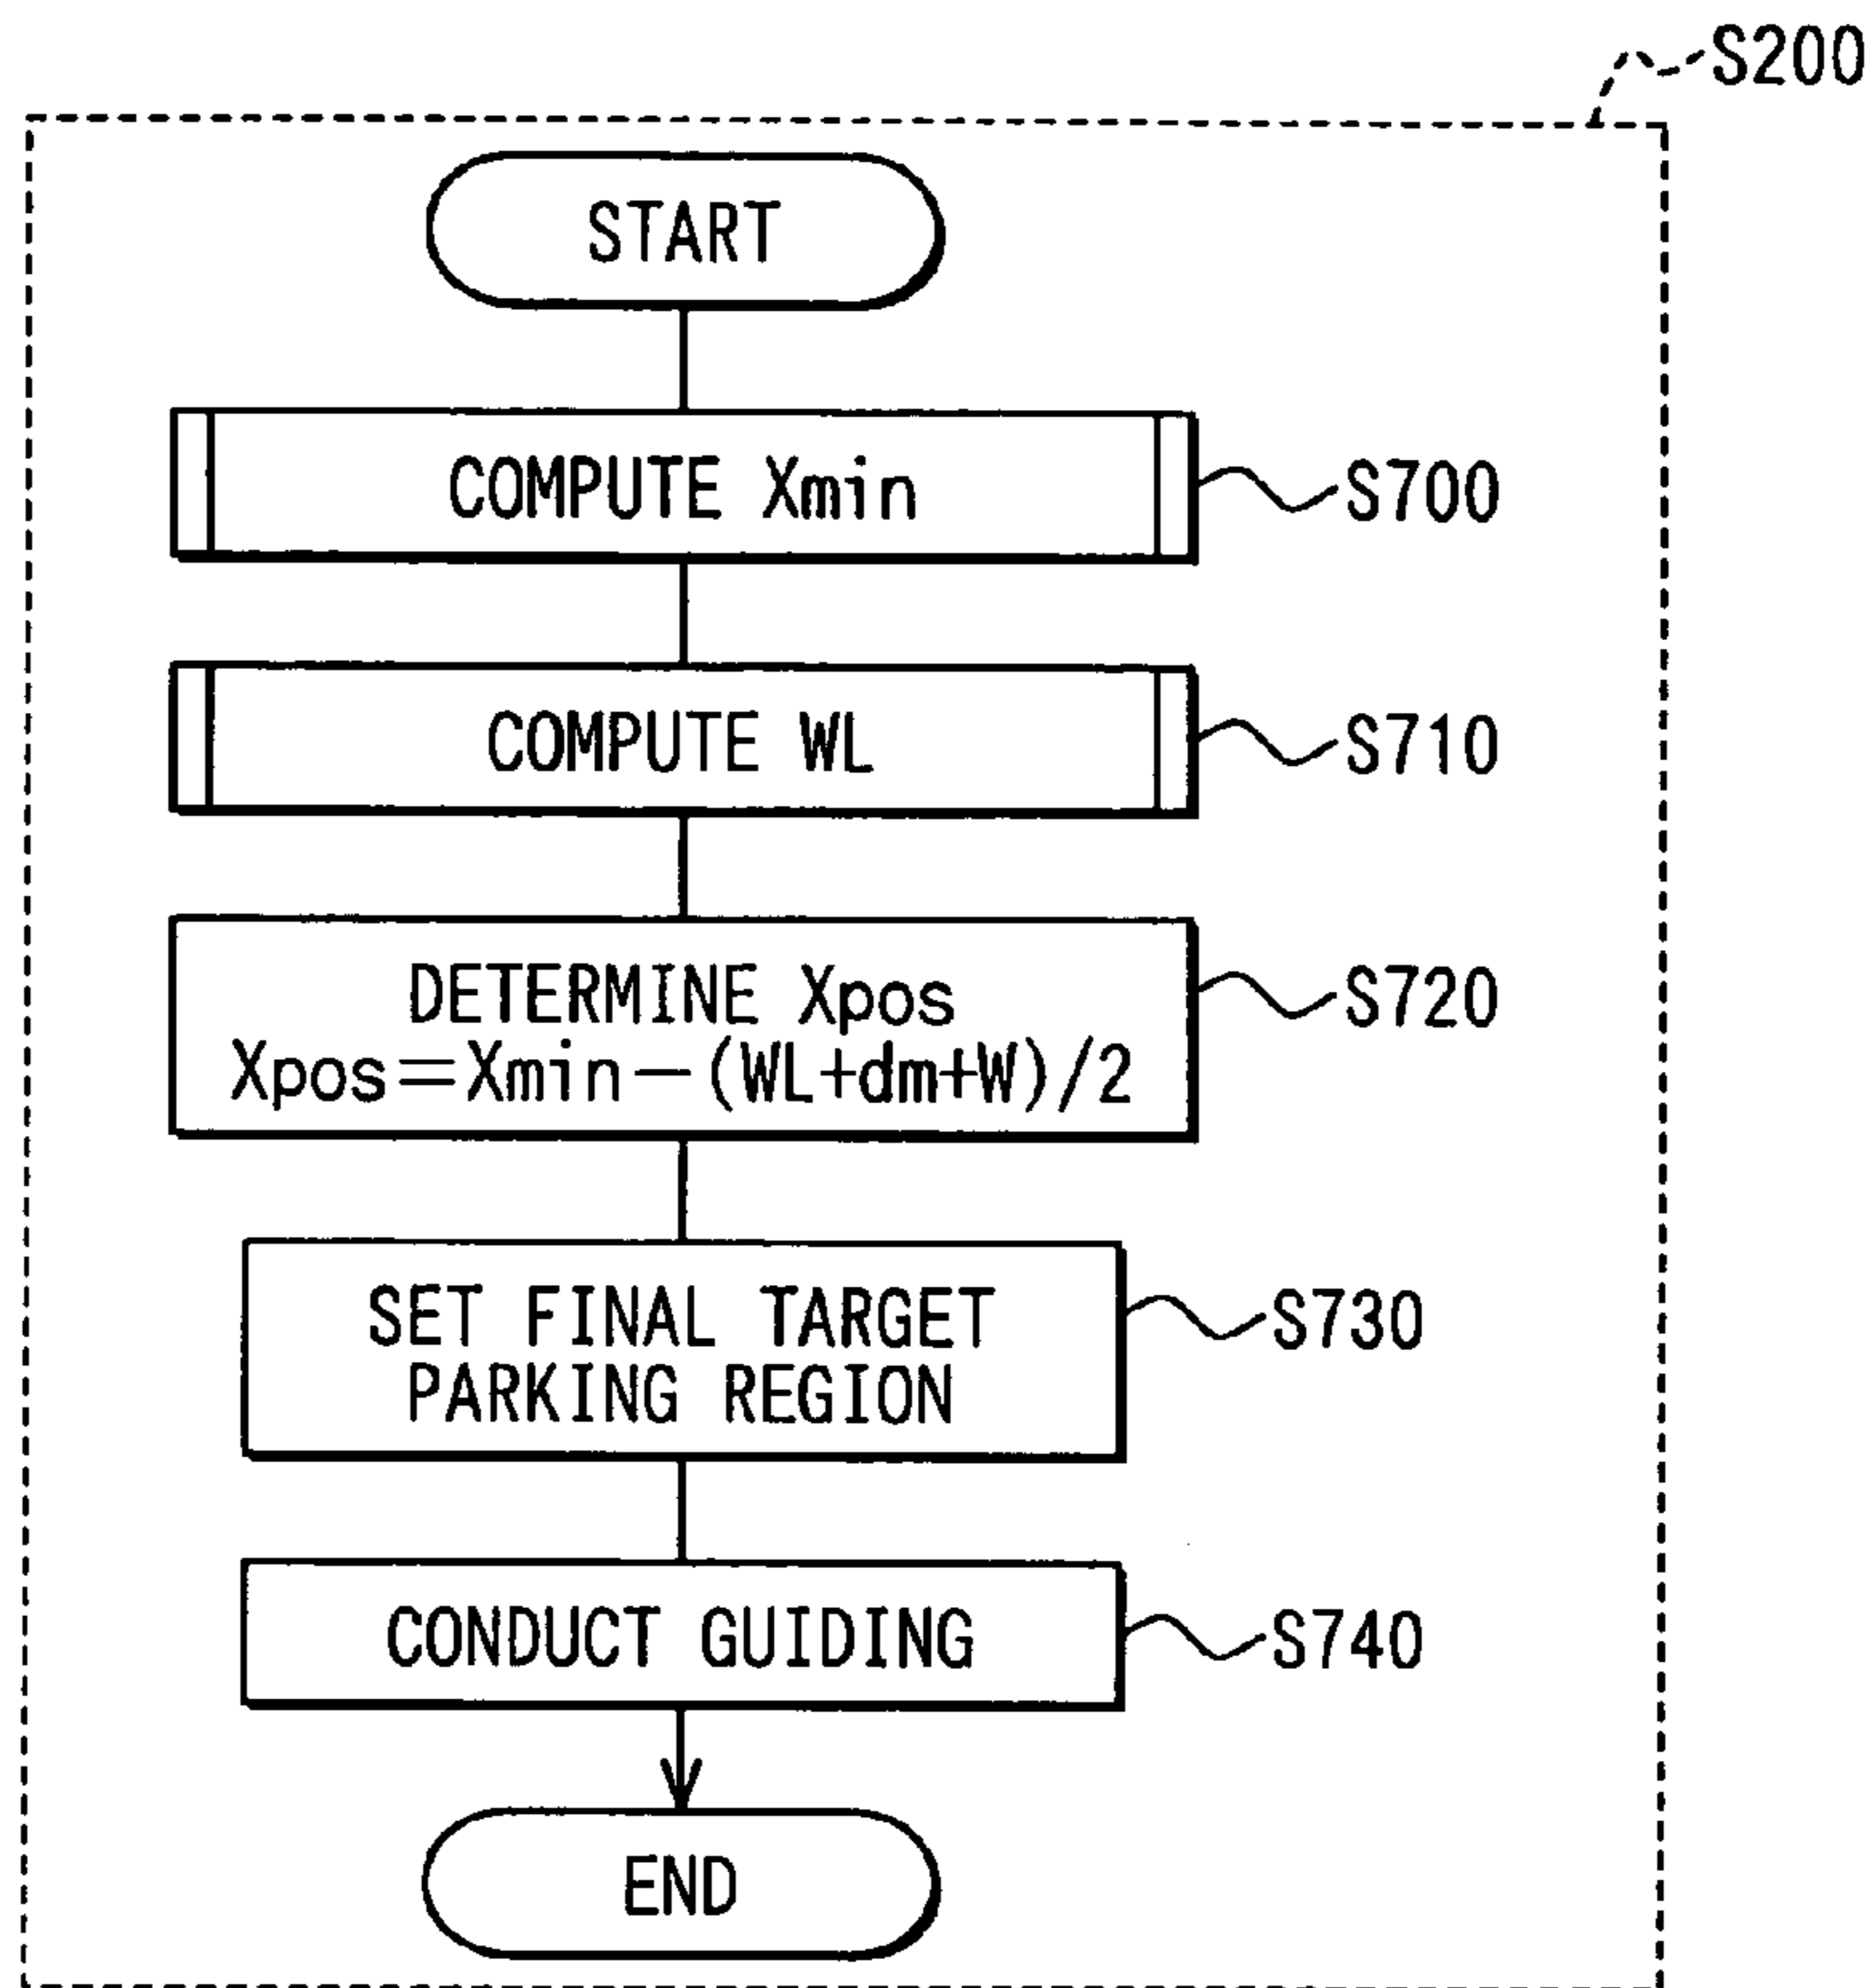 S200
START
COMPUTE Xmin
S700
COMPUTE WL
S710
DETERMINE Xpos
Xpos=Xmin-(WL+dm+W)/2
S720
SET FINAL TARGET
PARKING REGION
S730
CONDUCT GUIDING
S740
END